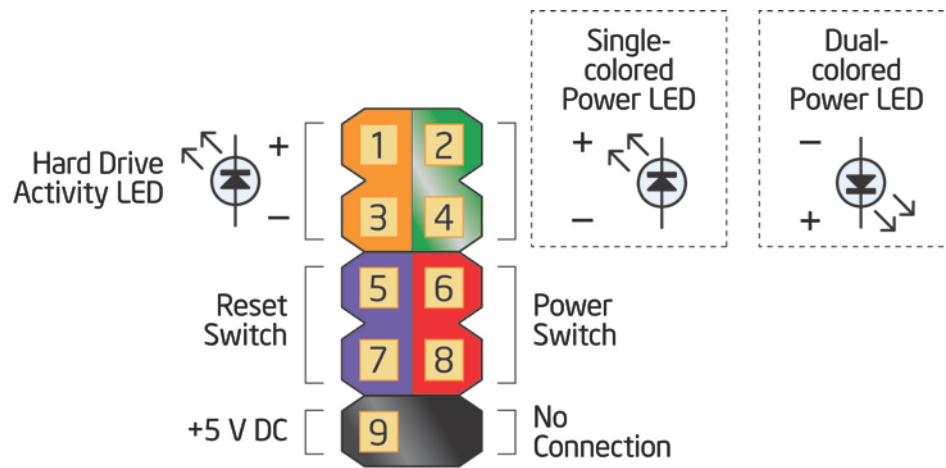 Single-
colored
Power LED
Dual-
colored
Power LED
Hard Drive
Activity LED
+
−
1
2
3
4
+
−
−
+
Reset
Switch
5
6
7
8
Power
Switch
+5 V DC
9
No
Connection